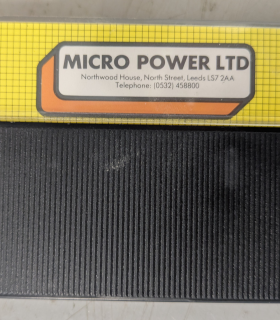 MICRO POWER LTD
Northwood House, North Street, Leeds LS7 2AA
Telephone: (0532) 458800